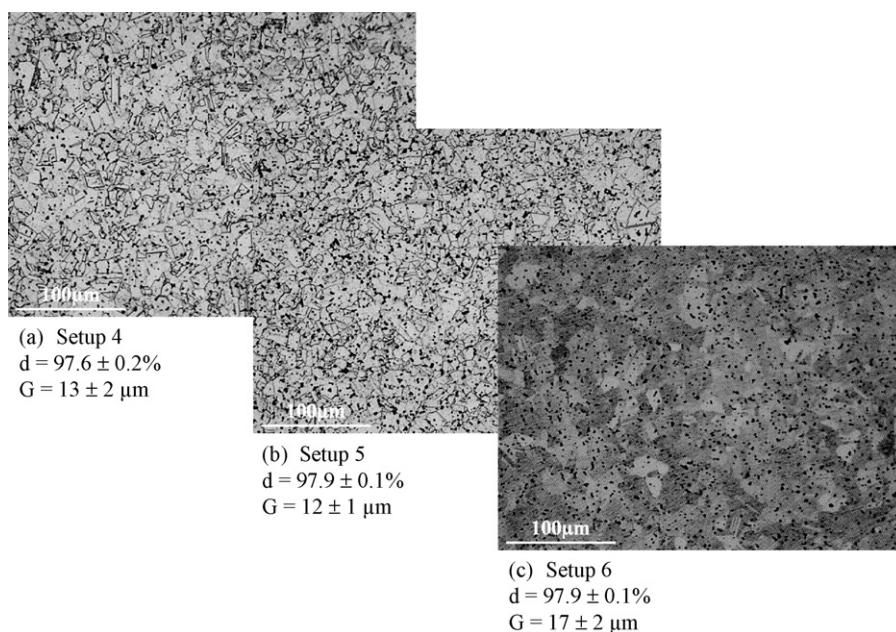 100μm
(a) Setup 4
d = 97.6 ± 0.2%
G = 13 ± 2 μm
100μm
(b) Setup 5
d = 97.9 ± 0.1%
G = 12 ± 1 μm
100μm
(c) Setup 6
d = 97.9 ± 0.1%
G = 17 ± 2 μm